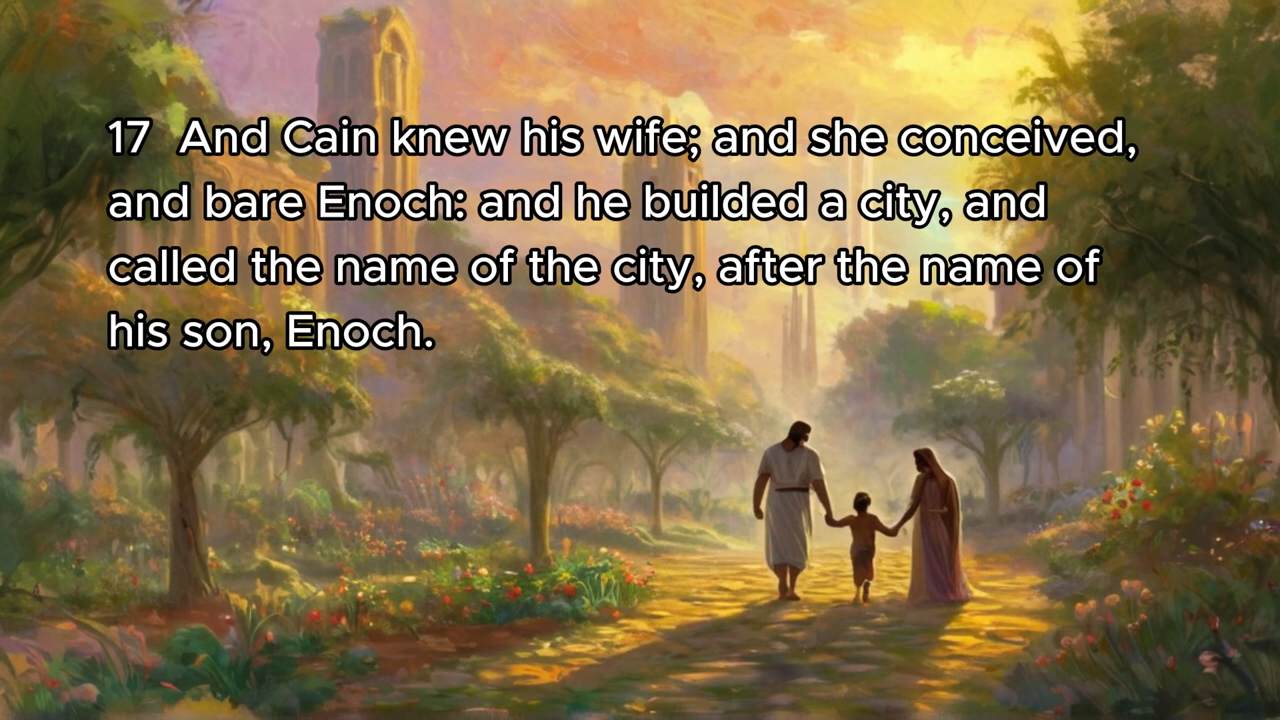 17 And Cain knew his wife; and she conceived,
and bare Enoch: and he builded a city, and
called the name of the city, after the name of
his son, Enoch.